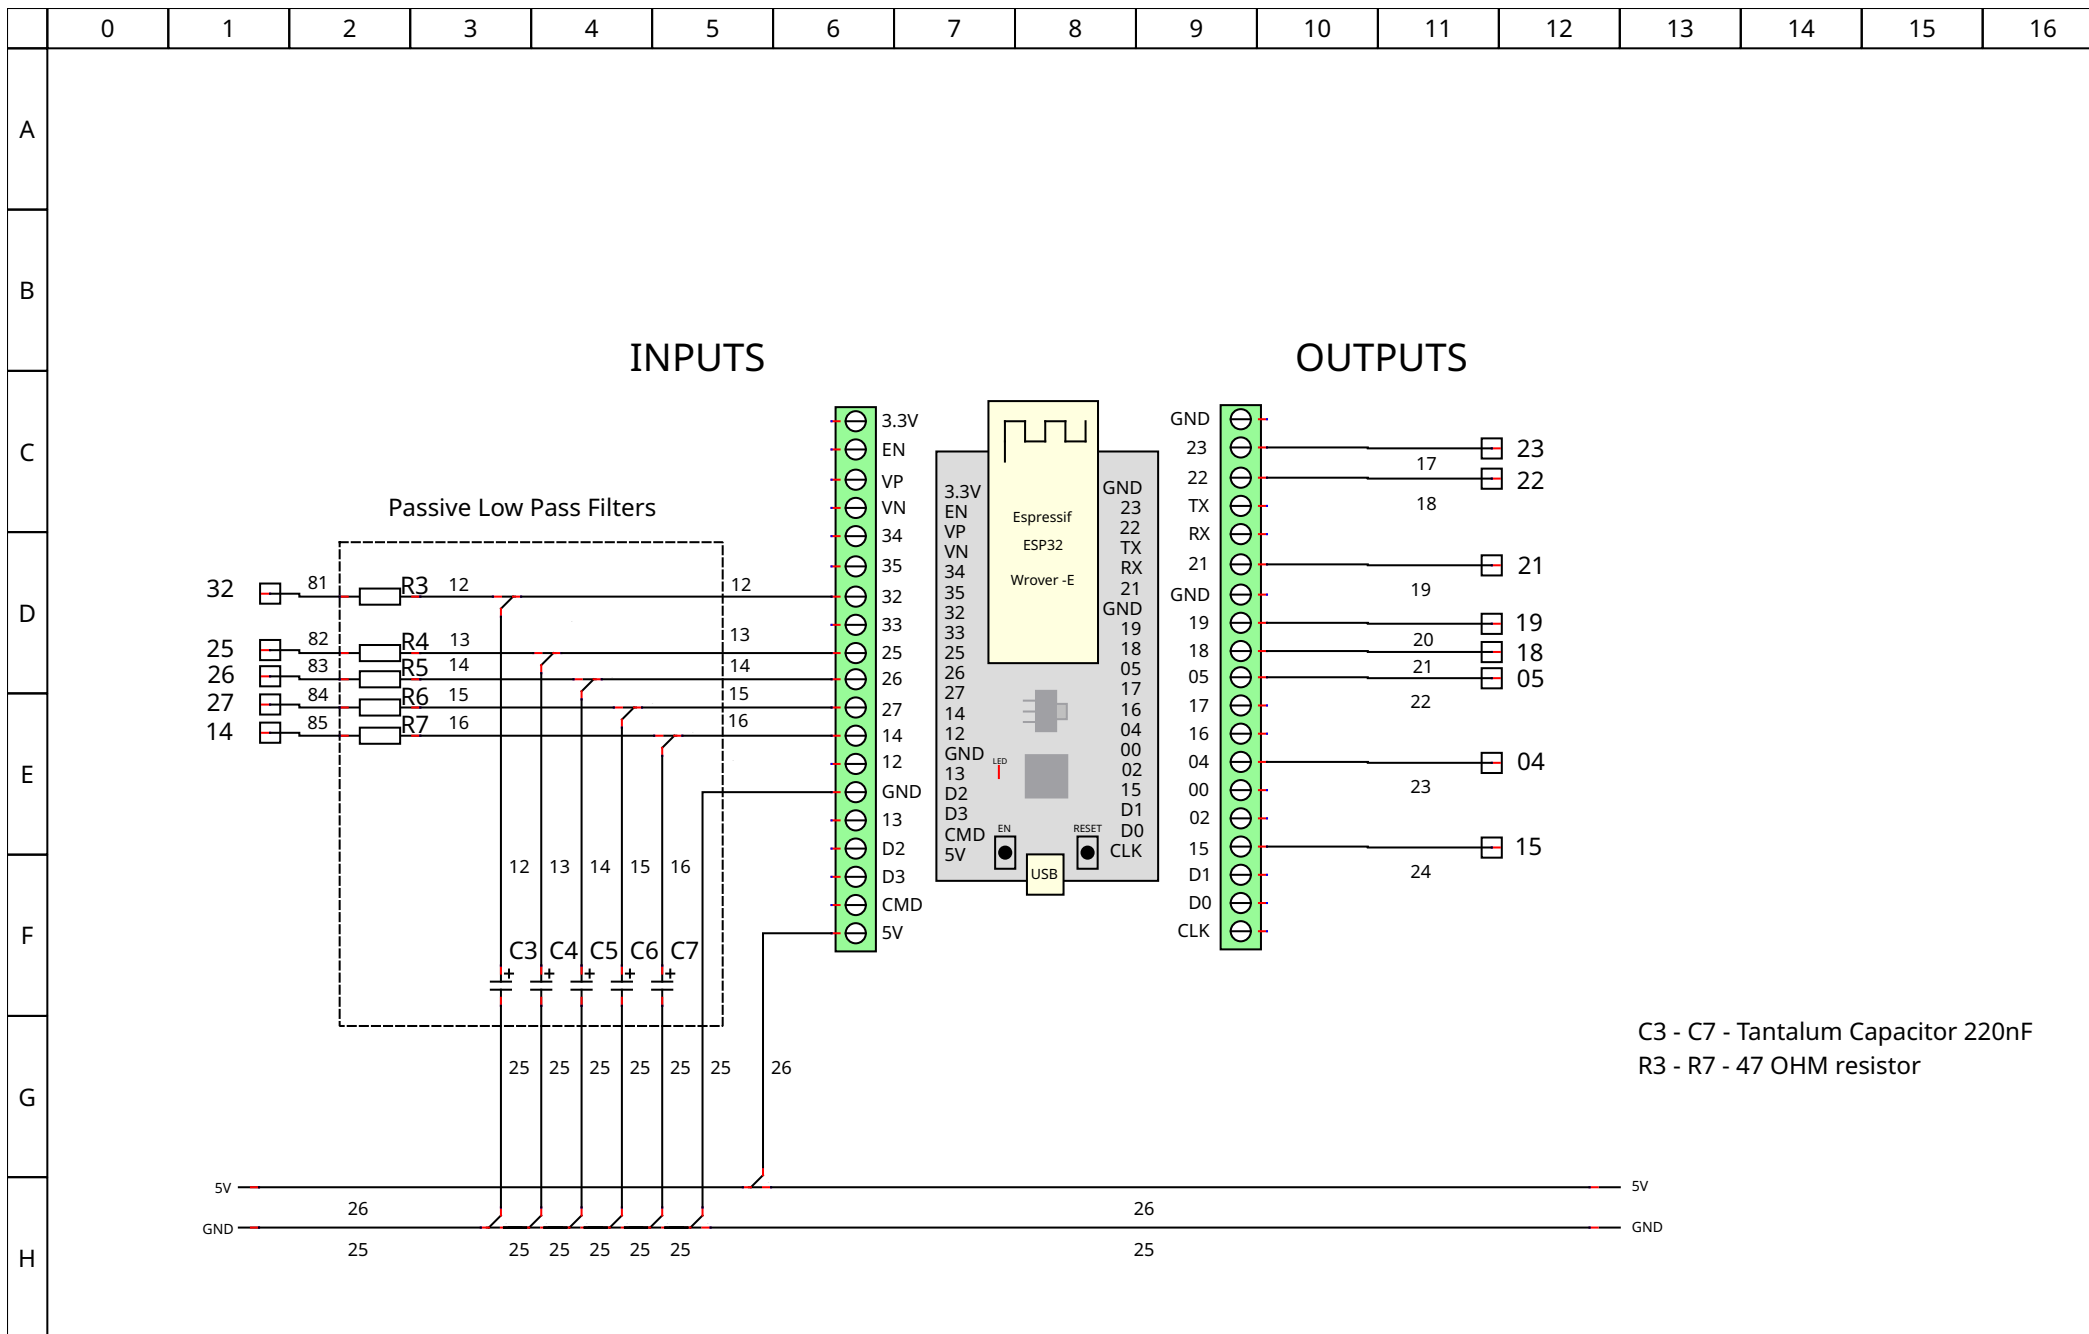 0 1 2 3 4 5 6 7 8 9 10 11 12 13 14 15 16
A
B
INPUTS OUTPUTS
C
Passive Low Pass Filters
3.3V
EN
VP
VN
34
35
32
33
25
26
27
14
12
GND
13
D2
D3
CMD
5V
Espressif
ESP32
Wrover -E
3.3V
EN
VP
VN
34
35
32
33
25
26
27
14
12
GND
13
D2
D3
CMD
5V
GND
23
22
TX
RX
21
GND
19
18
05
17
16
04
00
02
15
D1
D0
CLK
LED
EN
RESET
USB
GND
23
22
TX
RX
21
GND
19
18
05
17
16
04
00
02
15
D1
D0
CLK
23
17
22
18
21
19
19
20
18
21
05
22
04
23
15
24
D
32 81 R3 12 12
25 82 R4 13 13
26 83 R5 14 14
27 84 R6 15 15
14 85 R7 16 16
E
12 13 14 15 16
F
C3 C4 C5 C6 C7
+ + + + +
C3 - C7 - Tantalum Capacitor 220nF
R3 - R7 - 47 OHM resistor
25 25 25 25 25 25 26
G
5V 5V
26 26
GND GND
25 25 25 25 25 25 25
H